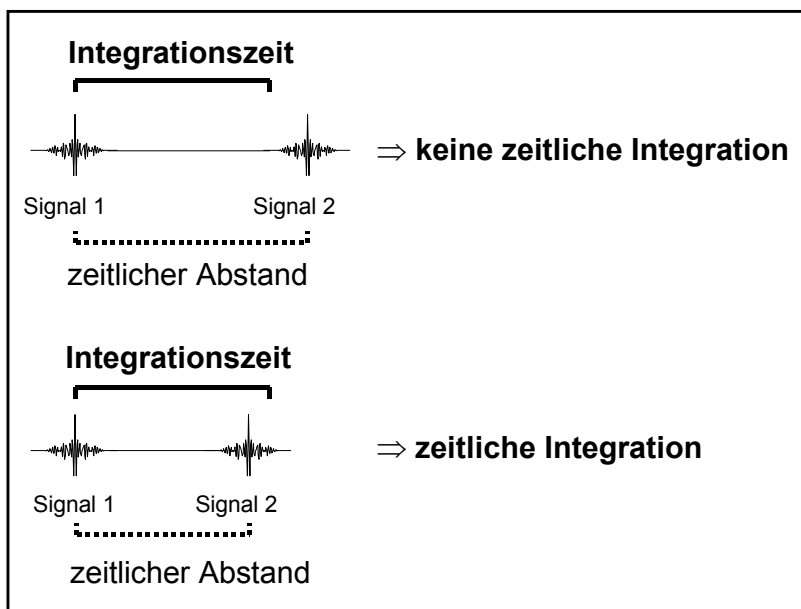 Integrationszeit
⇒ keine zeitliche Integration
Signal 1 Signal 2
zeitlicher Abstand
Integrationszeit
⇒ zeitliche Integration
Signal 1 Signal 2
zeitlicher Abstand